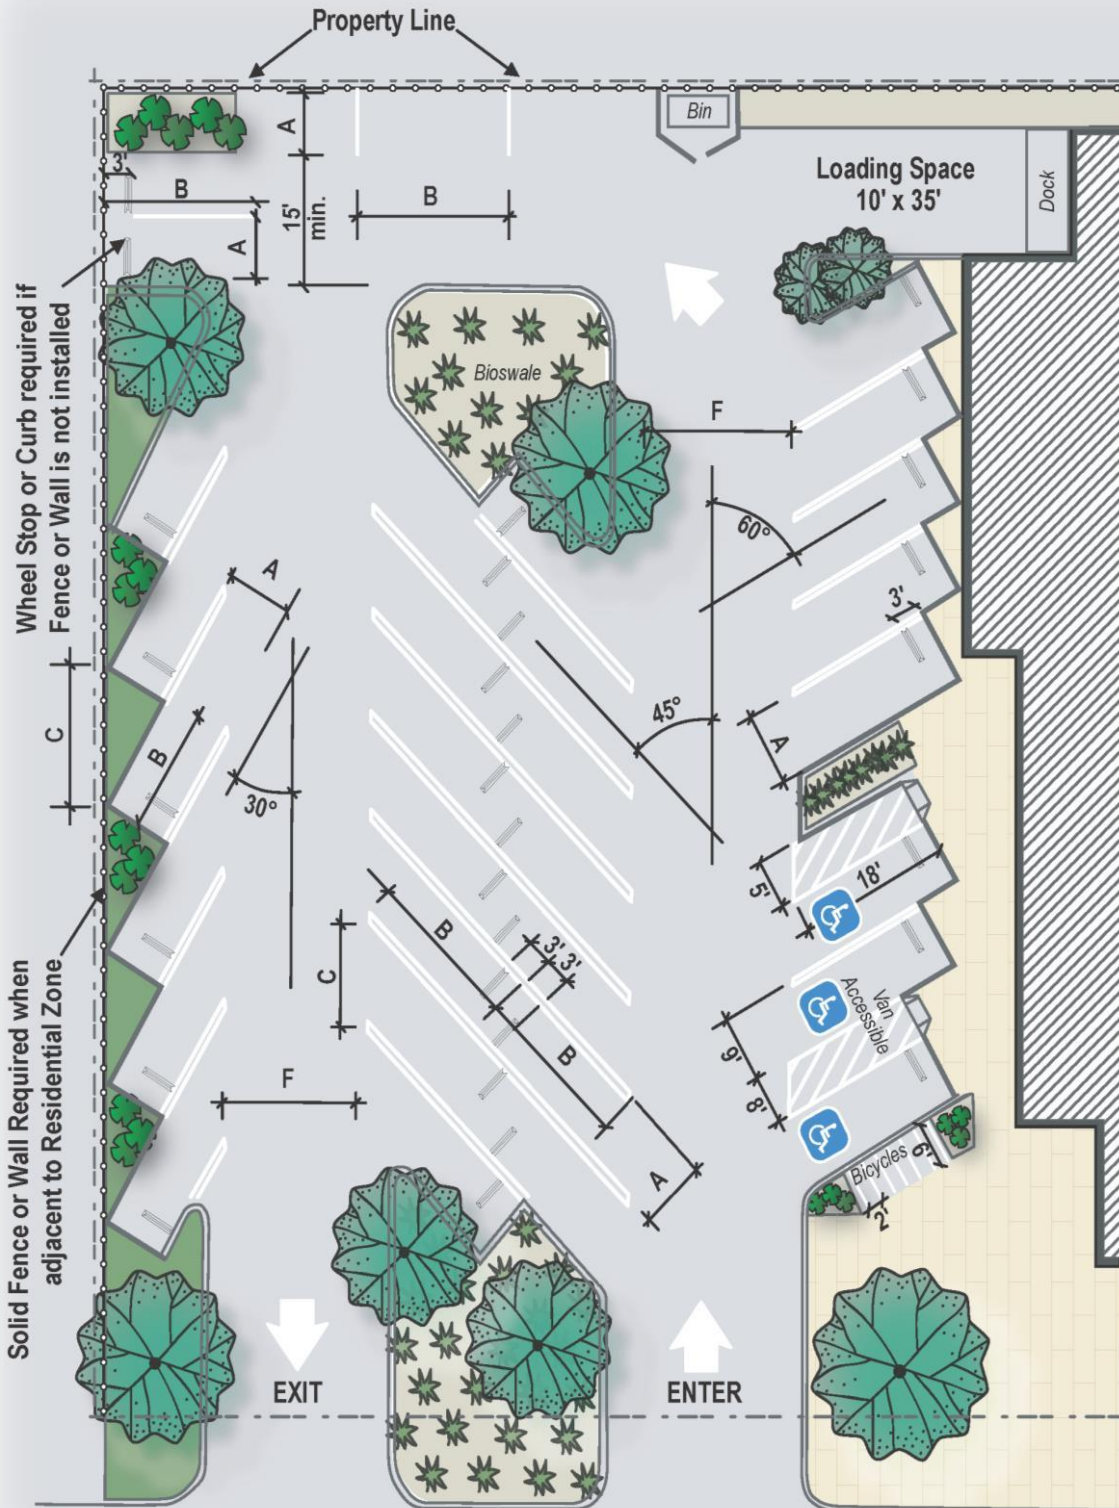 Property Line
Bin
A
3'
B
15'
min.
B
A
Loading Space
10' x 35'
Dock
Wheel Stop or Curb required if
Fence or Wall is not installed
Bioswale
F
60°
A
3'
45°
C
B
30°
A
5'
18'
B
3'
3'
C
Van
Accessible
B
9'
8'
F
A
Bicycles
6'
2'
Solid Fence or Wall Required when
adjacent to Residential Zone
EXIT
ENTER